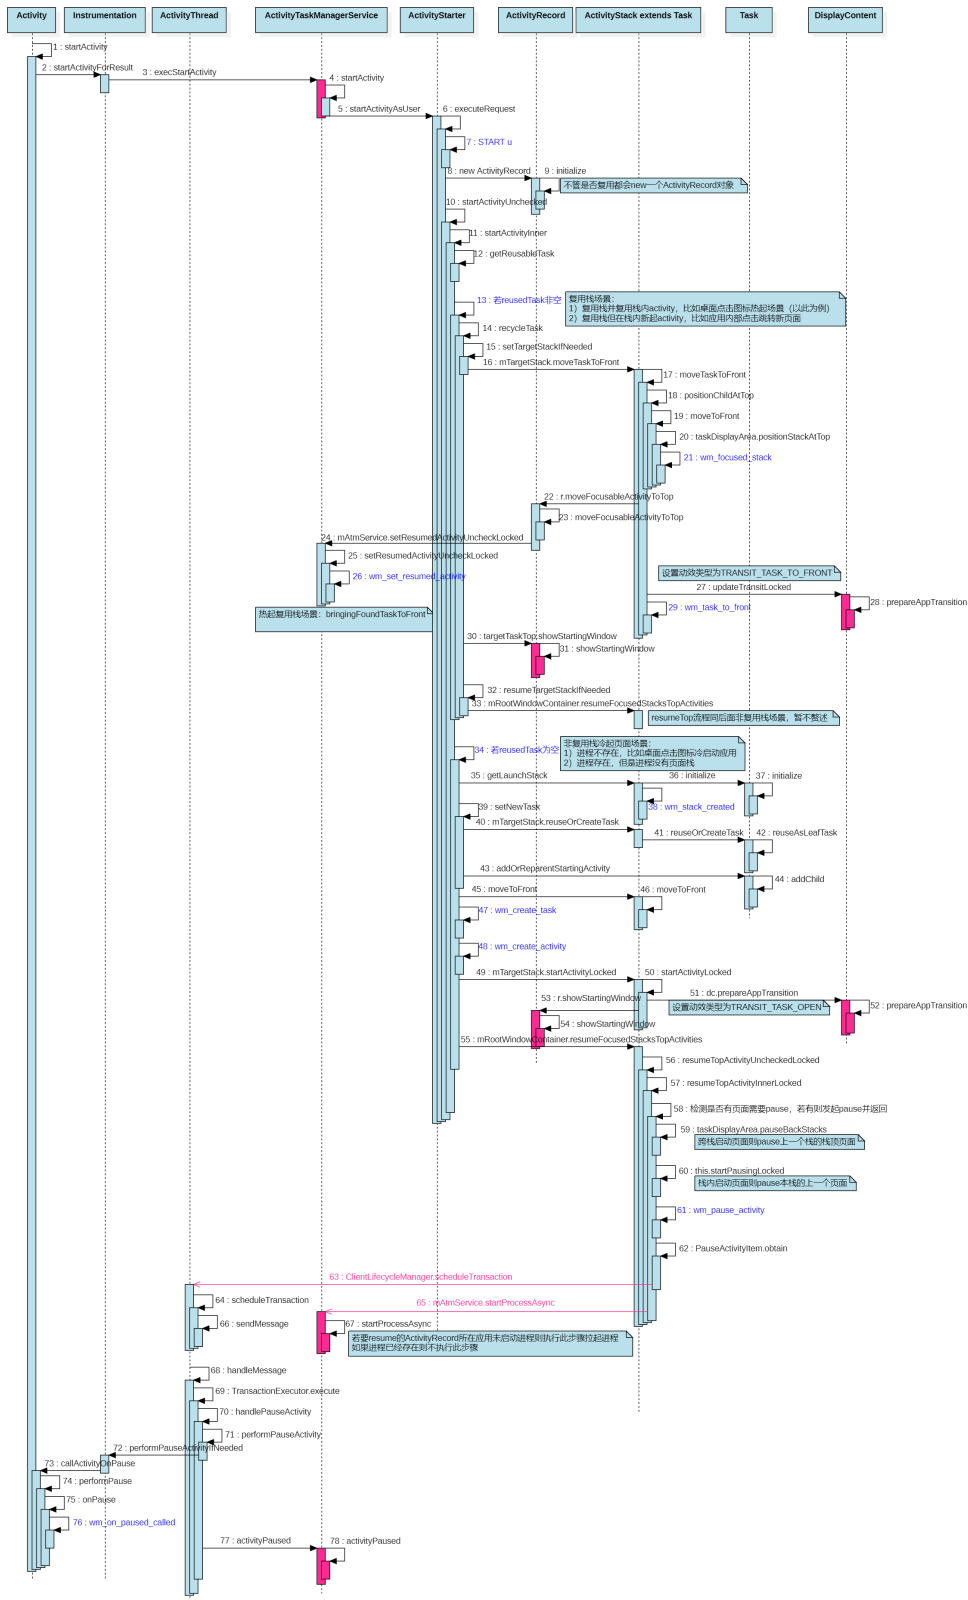 Activity
Instrumentation
ActivityThread
ActivityTaskManagerService
ActivityStarter
ActivityRecord
ActivityStack extends Task
Task
DisplayContent
1 : startActivity
2 : startActivityForResult
3 : execStartActivity
4 : startActivity
5 : startActivityAsUser
6 : executeRequest
7 : START u
8 : new ActivityRecord
9 : initialize
不管是否复用都会new一个ActivityRecord对象
10 : startActivityUnchecked
11 : startActivityInner
12 : getReusableTask
13 : 若reusedTask非空
复用栈场景：
1）复用栈并复用栈内activity，比如桌面点击图标热起场景（以此为例）
2）复用栈但在栈内新起activity，比如应用内部点击跳转新页面
14 : recycleTask
15 : setTargetStackIfNeeded
16 : mTargetStack.moveTaskToFront
17 : moveTaskToFront
18 : positionChildAtTop
19 : moveToFront
20 : taskDisplayArea.positionStackAtTop
21 : wm_focused_stack
22 : r.moveFocusableActivityToTop
23 : moveFocusableActivityToTop
24 : mAtmService.setResumedActivityUncheckLocked
25 : setResumedActivityUncheckLocked
26 : wm_set_resumed_activity
设置动效类型为TRANSIT_TASK_TO_FRONT
27 : updateTransitLocked
28 : prepareAppTransition
29 : wm_task_to_front
热起复用栈场景：bringingFoundTaskToFront
30 : targetTaskTop.showStartingWindow
31 : showStartingWindow
32 : resumeTargetStackIfNeeded
33 : mRootWindowContainer.resumeFocusedStacksTopActivities
resumeTop流程同后面非复用栈场景，暂不赘述
34 : 若reusedTask为空
非复用栈冷起页面场景：
1）进程不存在，比如桌面点击图标冷启动应用
2）进程存在，但是进程没有页面栈
35 : getLaunchStack
36 : initialize
37 : initialize
38 : wm_stack_created
39 : setNewTask
40 : mTargetStack.reuseOrCreateTask
41 : reuseOrCreateTask
42 : reuseAsLeafTask
43 : addOrReparentStartingActivity
44 : addChild
45 : moveToFront
46 : moveToFront
47 : wm_create_task
48 : wm_create_activity
49 : mTargetStack.startActivityLocked
50 : startActivityLocked
51 : dc.prepareAppTransition
52 : prepareAppTransition
设置动效类型为TRANSIT_TASK_OPEN
53 : r.showStartingWindow
54 : showStartingWindow
55 : mRootWindowContainer.resumeFocusedStacksTopActivities
56 : resumeTopActivityUncheckedLocked
57 : resumeTopActivityInnerLocked
58 : 检测是否有页面需要pause，若有则发起pause并返回
59 : taskDisplayArea.pauseBackStacks
跨栈启动页面则pause上一个栈的栈顶页面
60 : this.startPausingLocked
栈内启动页面则pause本栈的上一个页面
61 : wm_pause_activity
62 : PauseActivityItem.obtain
63 : ClientLifecycleManager.scheduleTransaction
64 : scheduleTransaction
65 : mAtmService.startProcessAsync
66 : sendMessage
67 : startProcessAsync
若要resume的ActivityRecord所在应用未启动进程则执行此步骤拉起进程
如果进程已经存在则不执行此步骤
68 : handleMessage
69 : TransactionExecutor.execute
70 : handlePauseActivity
71 : performPauseActivity
72 : performPauseActivityIfNeeded
73 : callActivityOnPause
74 : performPause
75 : onPause
76 : wm_on_paused_called
77 : activityPaused
78 : activityPaused